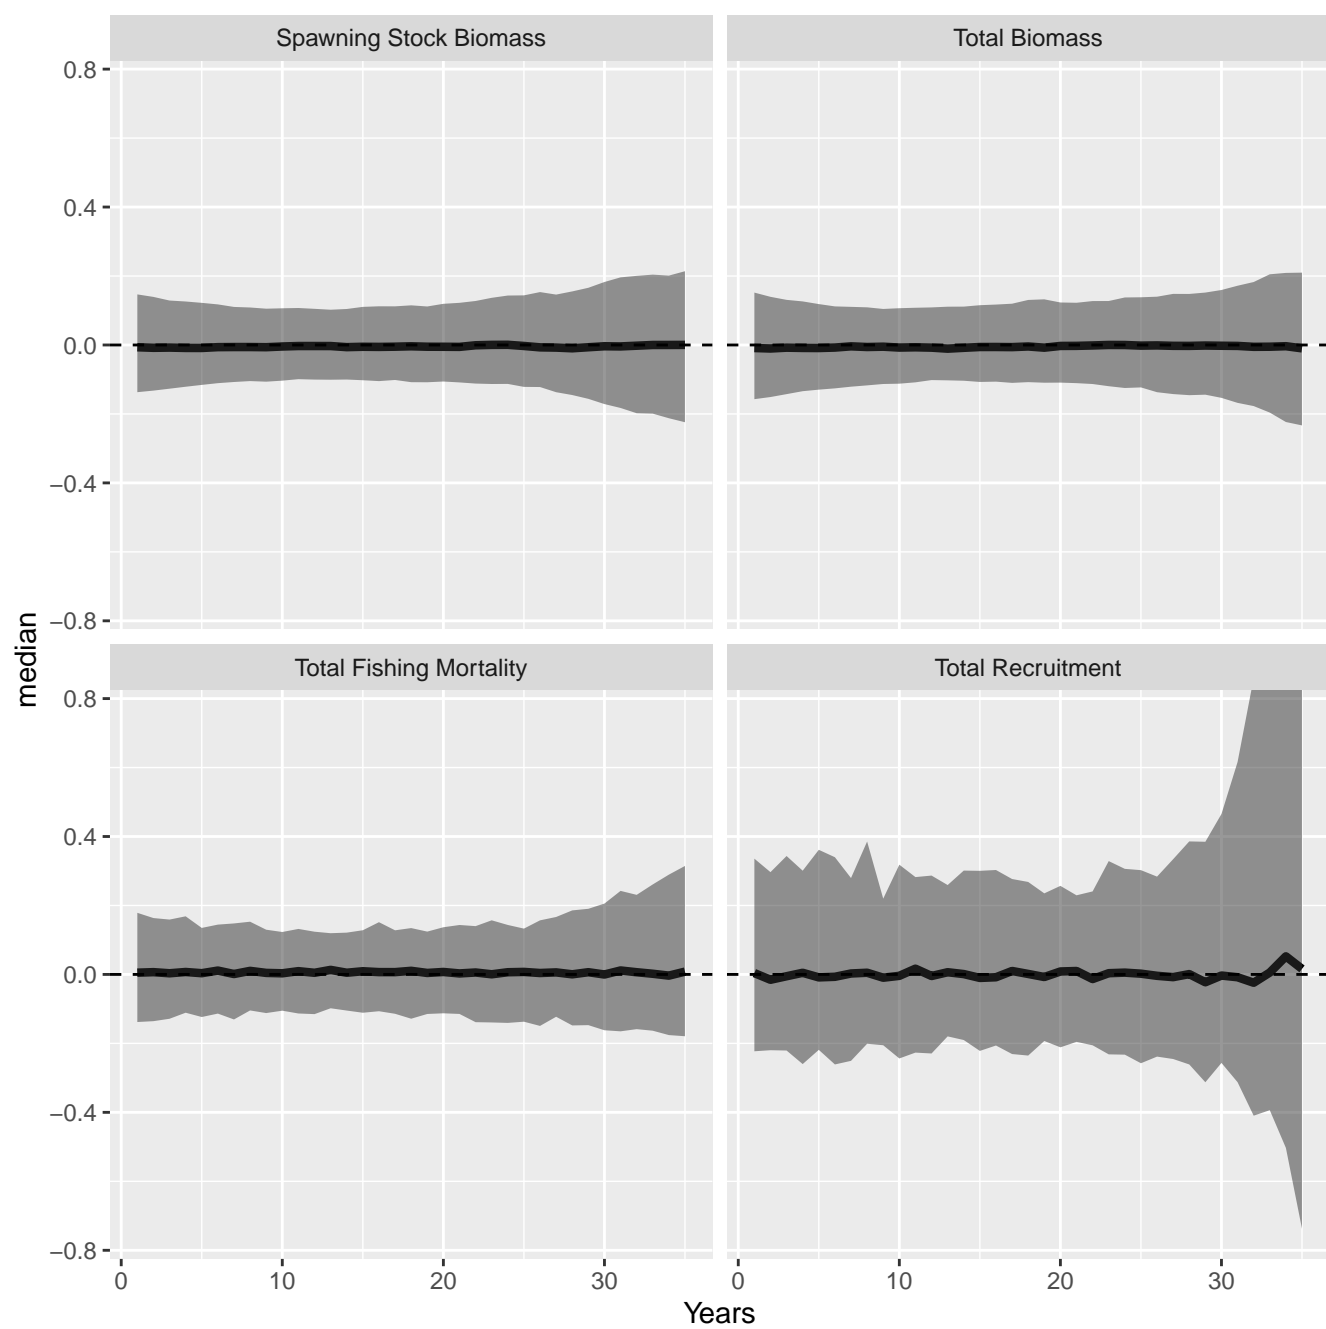 Spawning Stock Biomass
Total Biomass
0.8
0.4
0.0
−0.4
−0.8
median
Total Fishing Mortality
Total Recruitment
0.8
0.4
0.0
−0.4
−0.8
0 10 20 30
0 10 20 30
Years